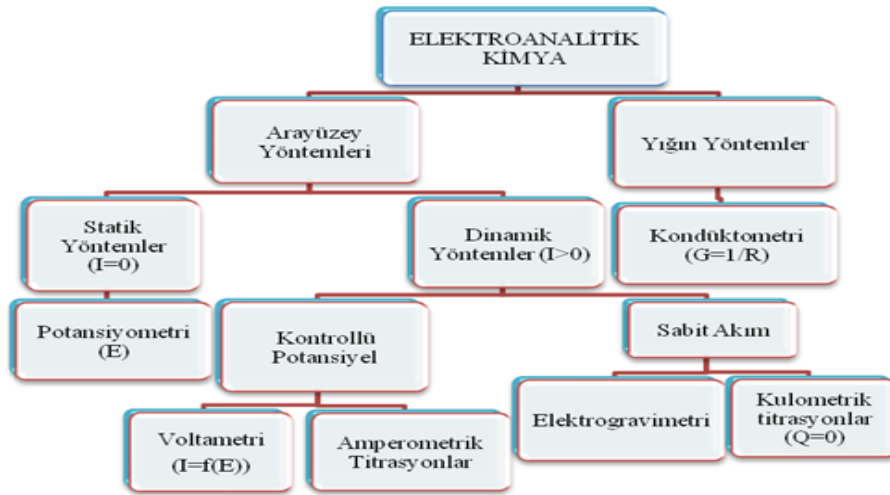 ELEKTROANALİTİK
KİMYA
Arayüzey
Yöntemleri
Yığın Yöntemler
Statik
Yöntemler
(I=0)
Dinamik
Yöntemler (I>0)
Kondüktometri
(G=1/R)
Potansiyometri
(E)
Kontrollü
Potansiyel
Sabit Akım
Voltametri
(I=f(E))
Amperometrik
Titrasyonlar
Elektrogravimetri
Kulometrik
titrasyonlar
(Q=0)